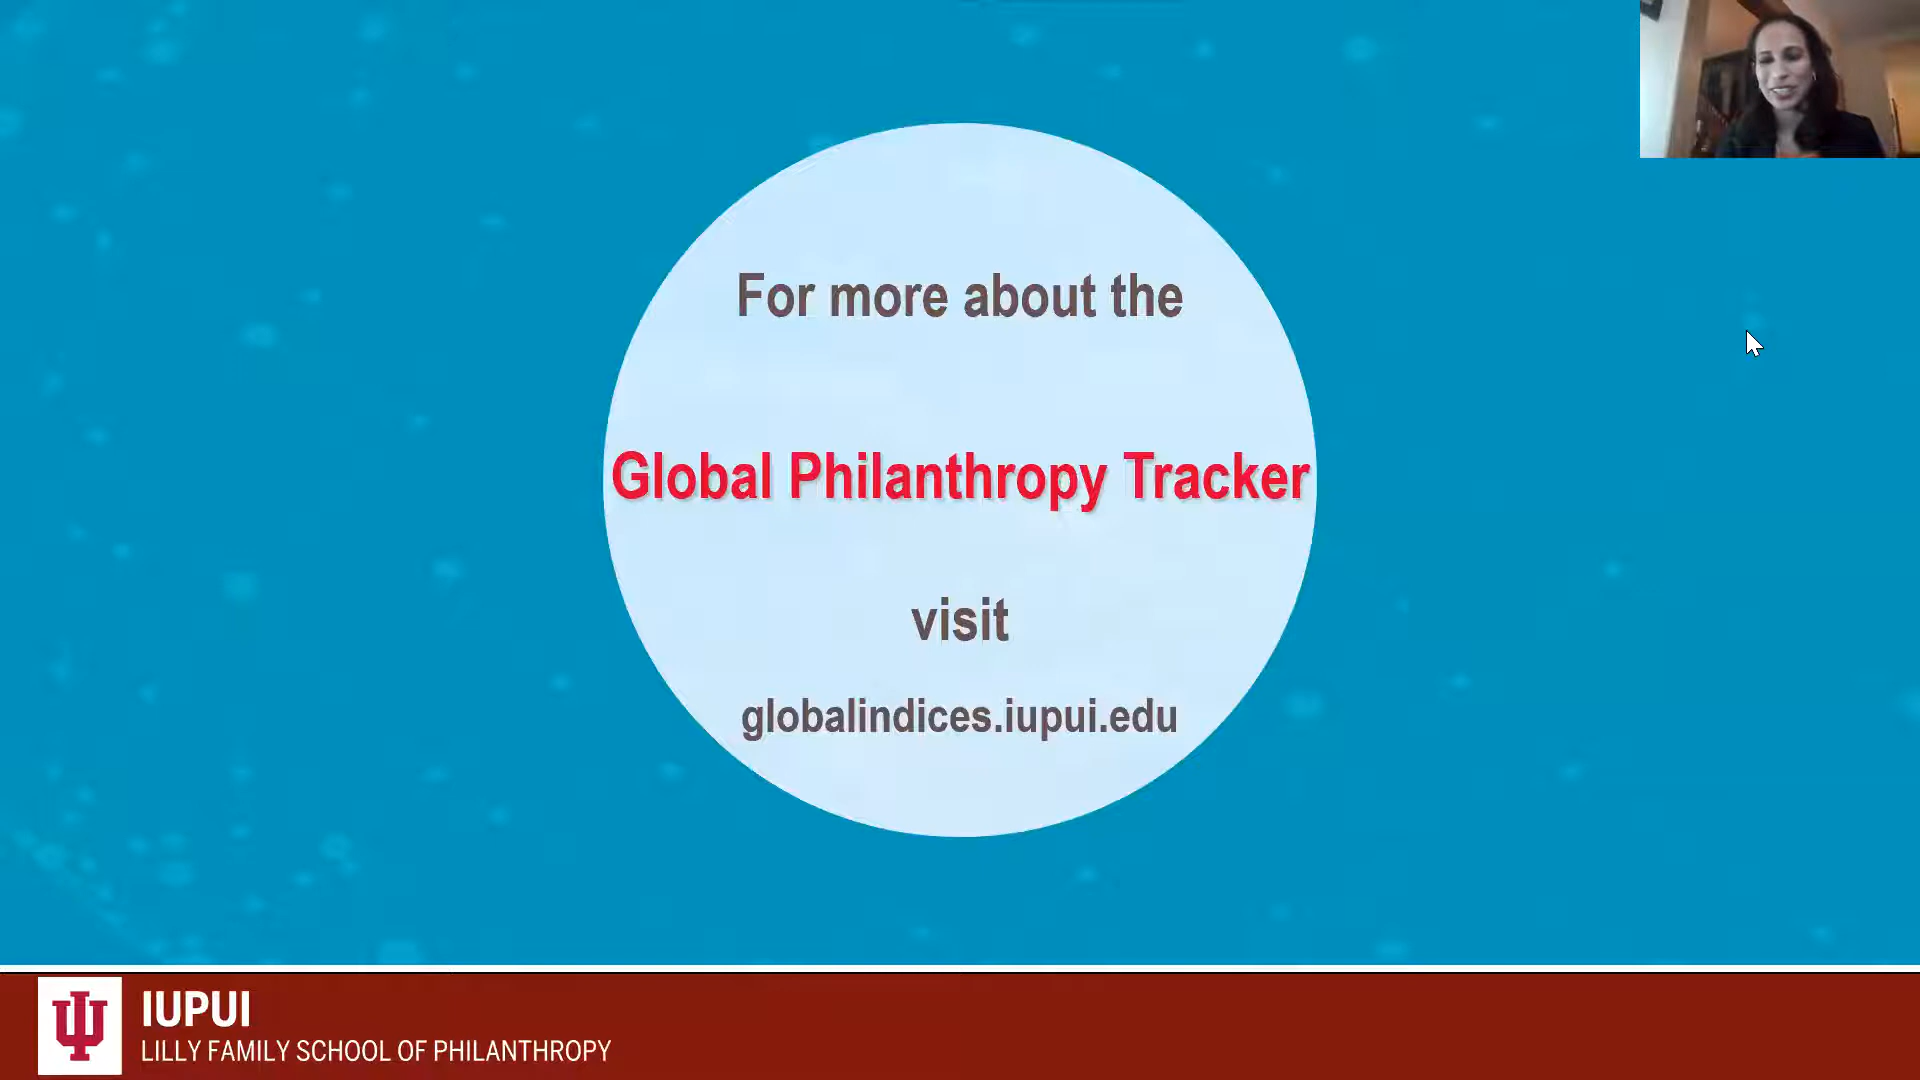 For more about the
Global Philanthropy Tracker
visit
globalindices.iupui.edu
IUPUI
LILLY FAMILY SCHOOL OF PHILANTHROPY